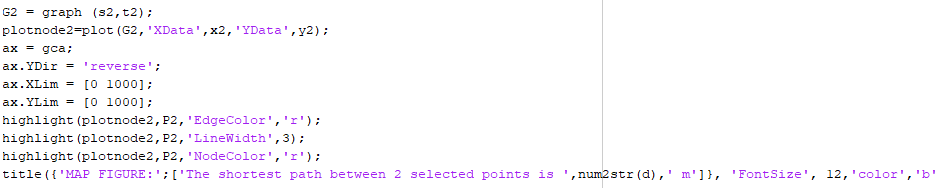 G2 = graph (s2,t2);
plotnode2=plot(G2,'XData',x2,'YData',y2);
ax = gca;
ax.YDir = 'reverse';
ax.XLim = [0 1000];
ax.YLim = [0 1000];
highlight(plotnode2,P2,'EdgeColor','r');
highlight(plotnode2,P2,'LineWidth',3);
highlight(plotnode2,P2,'NodeColor','r');
title({'MAP FIGURE:';['The shortest path between 2 selected points is ',num2str(d),' m']}, 'FontSize', 12,'color','b'